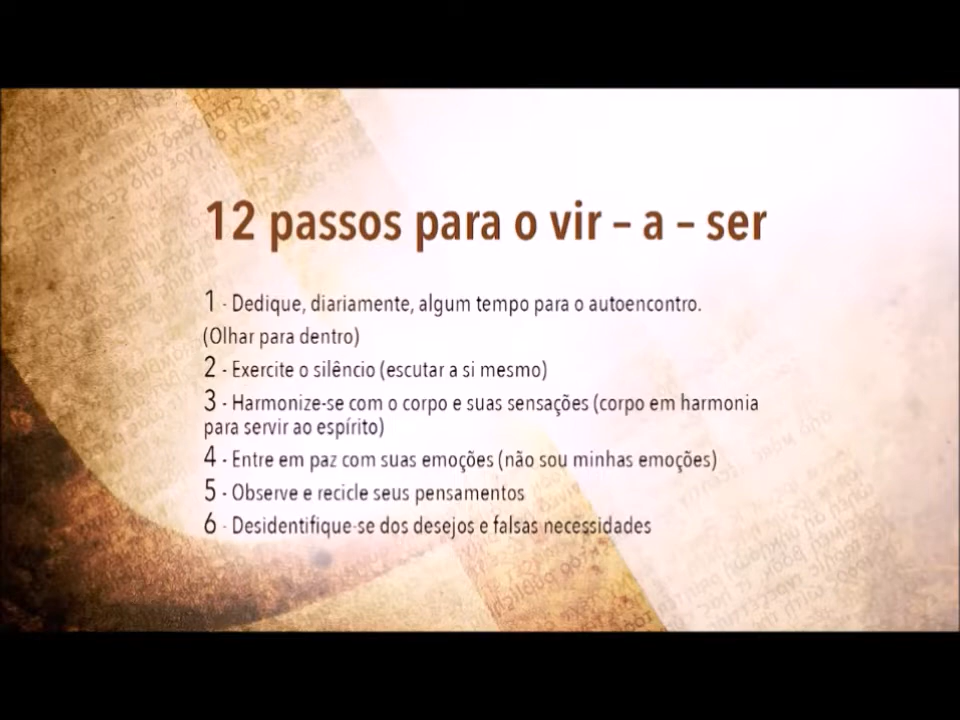 12 passos para o vir – a – ser
1 - Dedique, diariamente, algum tempo para o autoencontro.
(Olhar para dentro)
2 - Exercite o silêncio (escutar a si mesmo)
3 - Harmonize-se com o corpo e suas sensações (corpo em harmonia
para servir ao espírito)
4 - Entre em paz com suas emoções (não sou minhas emoções)
5 - Observe e recicle seus pensamentos
6 - Desidentifique-se dos desejos e falsas necessidades